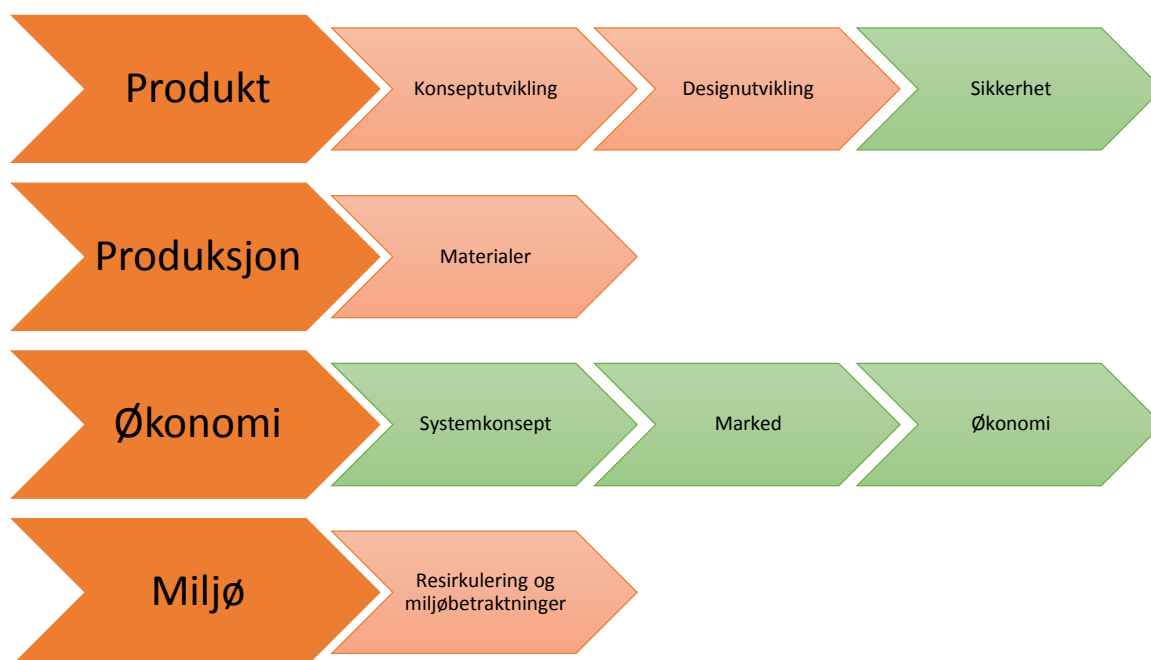 Produkt
Konseptutvikling
Designutvikling
Sikkerhet
Produksjon
Materialer
Økonomi
Systemkonsept
Marked
Økonomi
Miljø
Resirkulering og
miljøbetraktninger